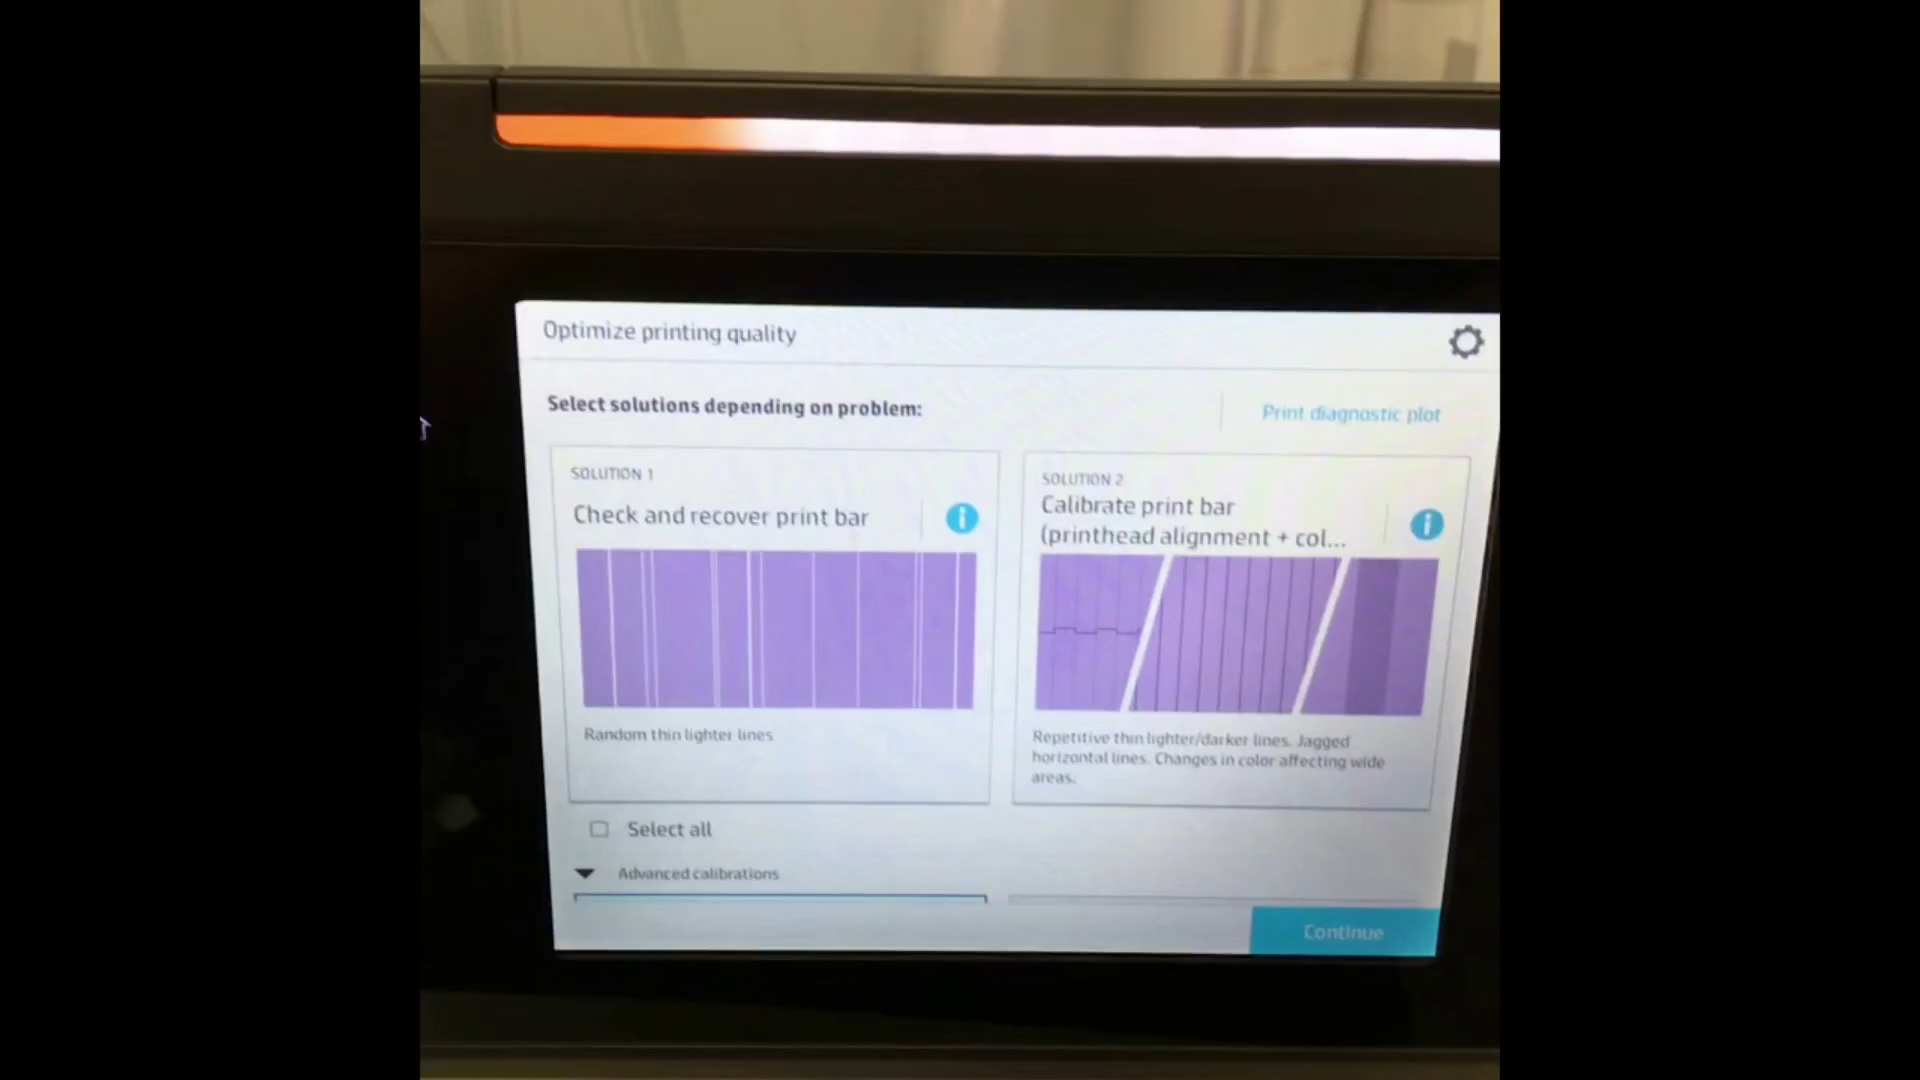 Optimize printing quality
Select solutions depending on problem:
Print diagnostic plot
SOLUTION 1
Check and recover print bar
Random thin lighter lines
SOLUTION 2
Calibrate print bar
(printhead alignment + col...
Repetitive thin lighter/darker lines. Jagged
horizontal lines. Changes in color affecting wide
areas.
Select all
Advanced calibrations
Continue